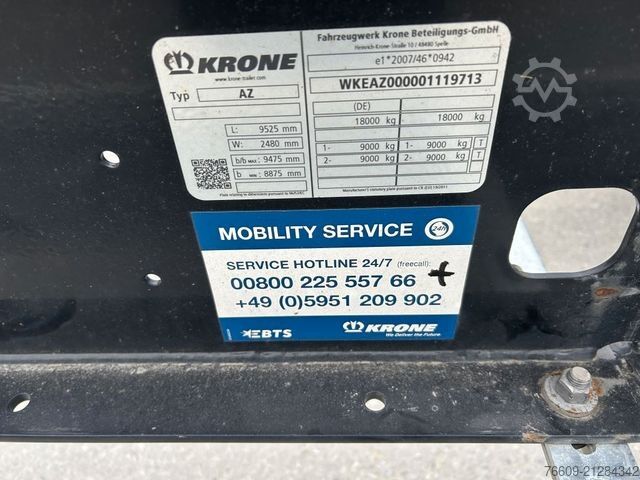 KRONE
www.krone-trailer.com
Typ AZ
L: 9525 mm
W: 2480 mm
b/b MAX: 9475 mm
b MIN: 8875 mm
Fahrzeugwerk Krone Beteiligungs-GmbH
Heinrich-Krone-Straße 10 / 48480 Spelle
e1*2007/46*0942
WKEAZ000001119713
(DE)
18000 kg - 18000 kg
1- 9000 kg 1- 9000 kg T
2- 9000 kg 2- 9000 kg T
MOBILITY SERVICE 24h
SERVICE HOTLINE 24/7 (freecall):
00800 225 557 66
+49 (0)5951 209 902
EBTS
KRONE
We Deliver the Future.
76609-21284342